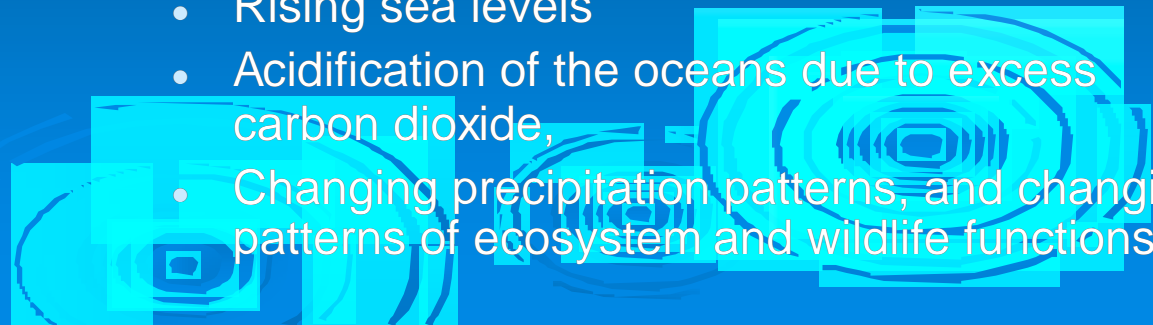 Rising sea levels
Acidification of the oceans due to excess
carbon dioxide,
Changing precipitation patterns, and changi
patterns of ecosystem and wildlife functions